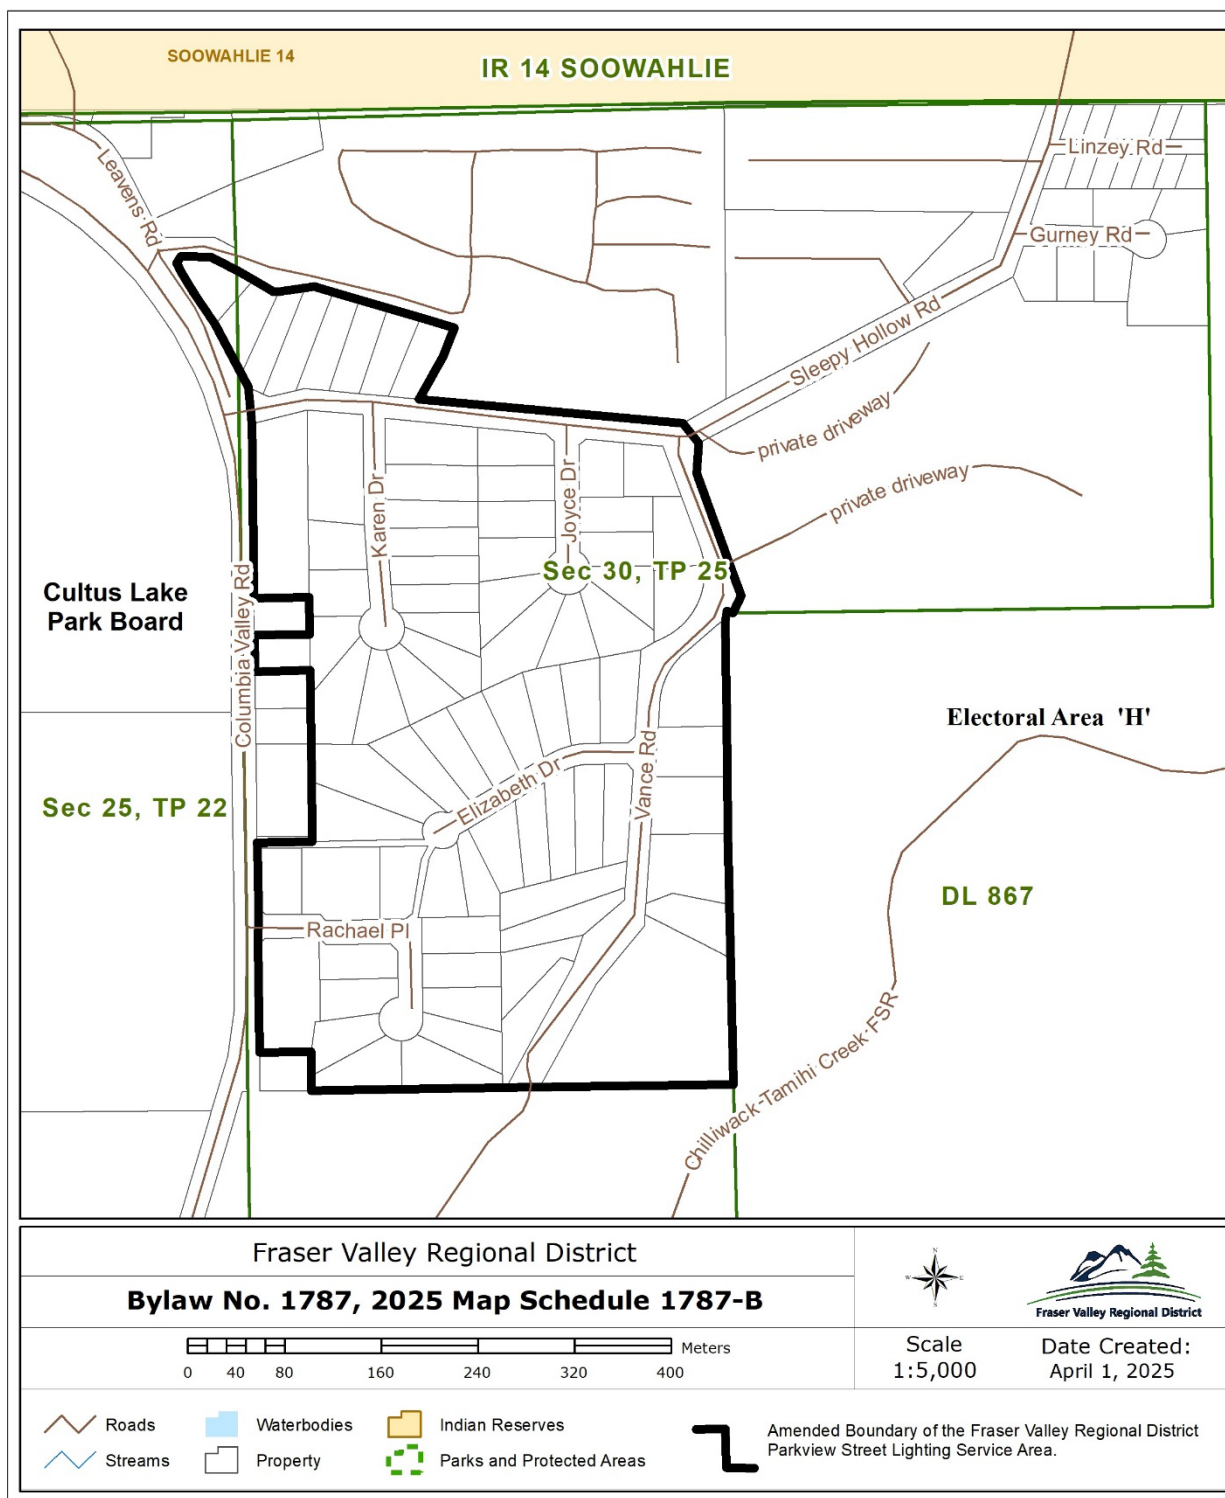 SOOWAHLIE 14
IR 14 SOOWAHLIE
Linzey Rd
Leavens Rd
Gurney Rd
Sleepy Hollow Rd
private driveway
private driveway
Karen Dr
Joyce Dr
Sec 30, TP 25
Cultus Lake
Park Board
Columbia Valley Rd
Electoral Area 'H'
Vance Rd
Elizabeth Dr
Sec 25, TP 22
DL 867
Rachael Pl
Chilliwack-Tamihi Creek FSR
Fraser Valley Regional District
Bylaw No. 1787, 2025 Map Schedule 1787-B
Meters
0 40 80 160 240 320 400
N
W E
S
Fraser Valley Regional District
Scale
1:5,000
Date Created:
April 1, 2025
Roads
Waterbodies
Indian Reserves
Streams
Property
Parks and Protected Areas
Amended Boundary of the Fraser Valley Regional District
Parkview Street Lighting Service Area.